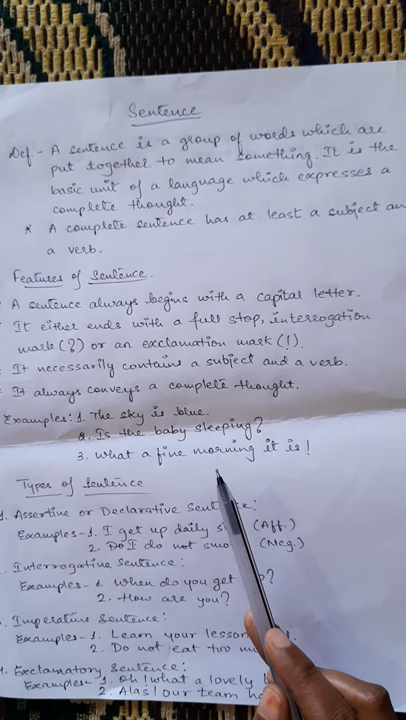 Sentence
Def - A sentence is a group of words which are
put together to mean something. It is the
basic unit of a language which expresses a
complete thought.
* A complete sentence has at least a subject an
a verb.
Features of Sentence.
A sentence always begins with a capital letter.
It either ends with a full stop, interrogation
mark (?) or an exclamation mark (!).
It necessarily contains a subject and a verb.
It always conveys a complete thought.
Examples: 1. The sky is blue.
2. Is the baby sleeping?
3. What a fine morning it is!
Types of Sentence
1. Assertive or Declarative Sentence:
Examples - 1. I get up daily (Aff.)
2. I do not (Neg.)
Interrogative Sentence:
Examples - 1. When do you get ?
2. How are you?
Imperative Sentence:
Examples - 1. Learn your
2. Do not eat too
Exclamatory Sentence:
Examples - 1. Oh! what a lovely
2. Alas! our team